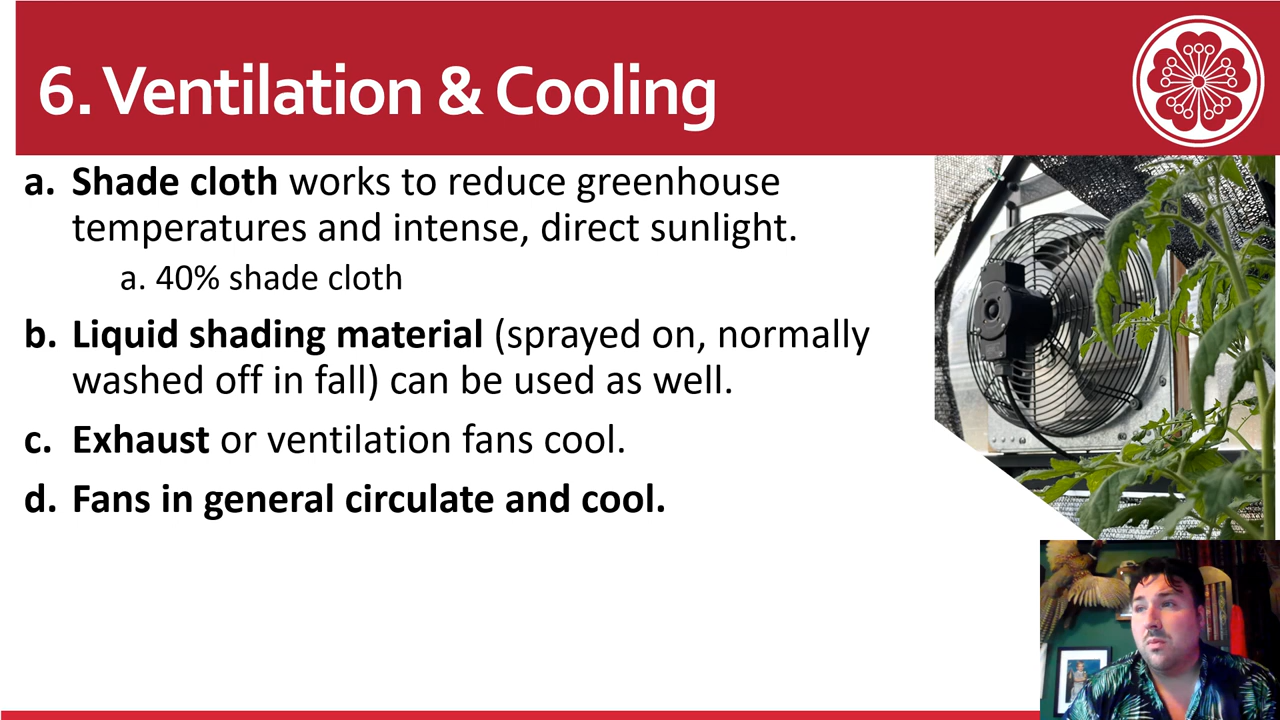 6. Ventilation & Cooling
a. Shade cloth works to reduce greenhouse
temperatures and intense, direct sunlight.
a. 40% shade cloth
b. Liquid shading material (sprayed on, normally
washed off in fall) can be used as well.
c. Exhaust or ventilation fans cool.
d. Fans in general circulate and cool.